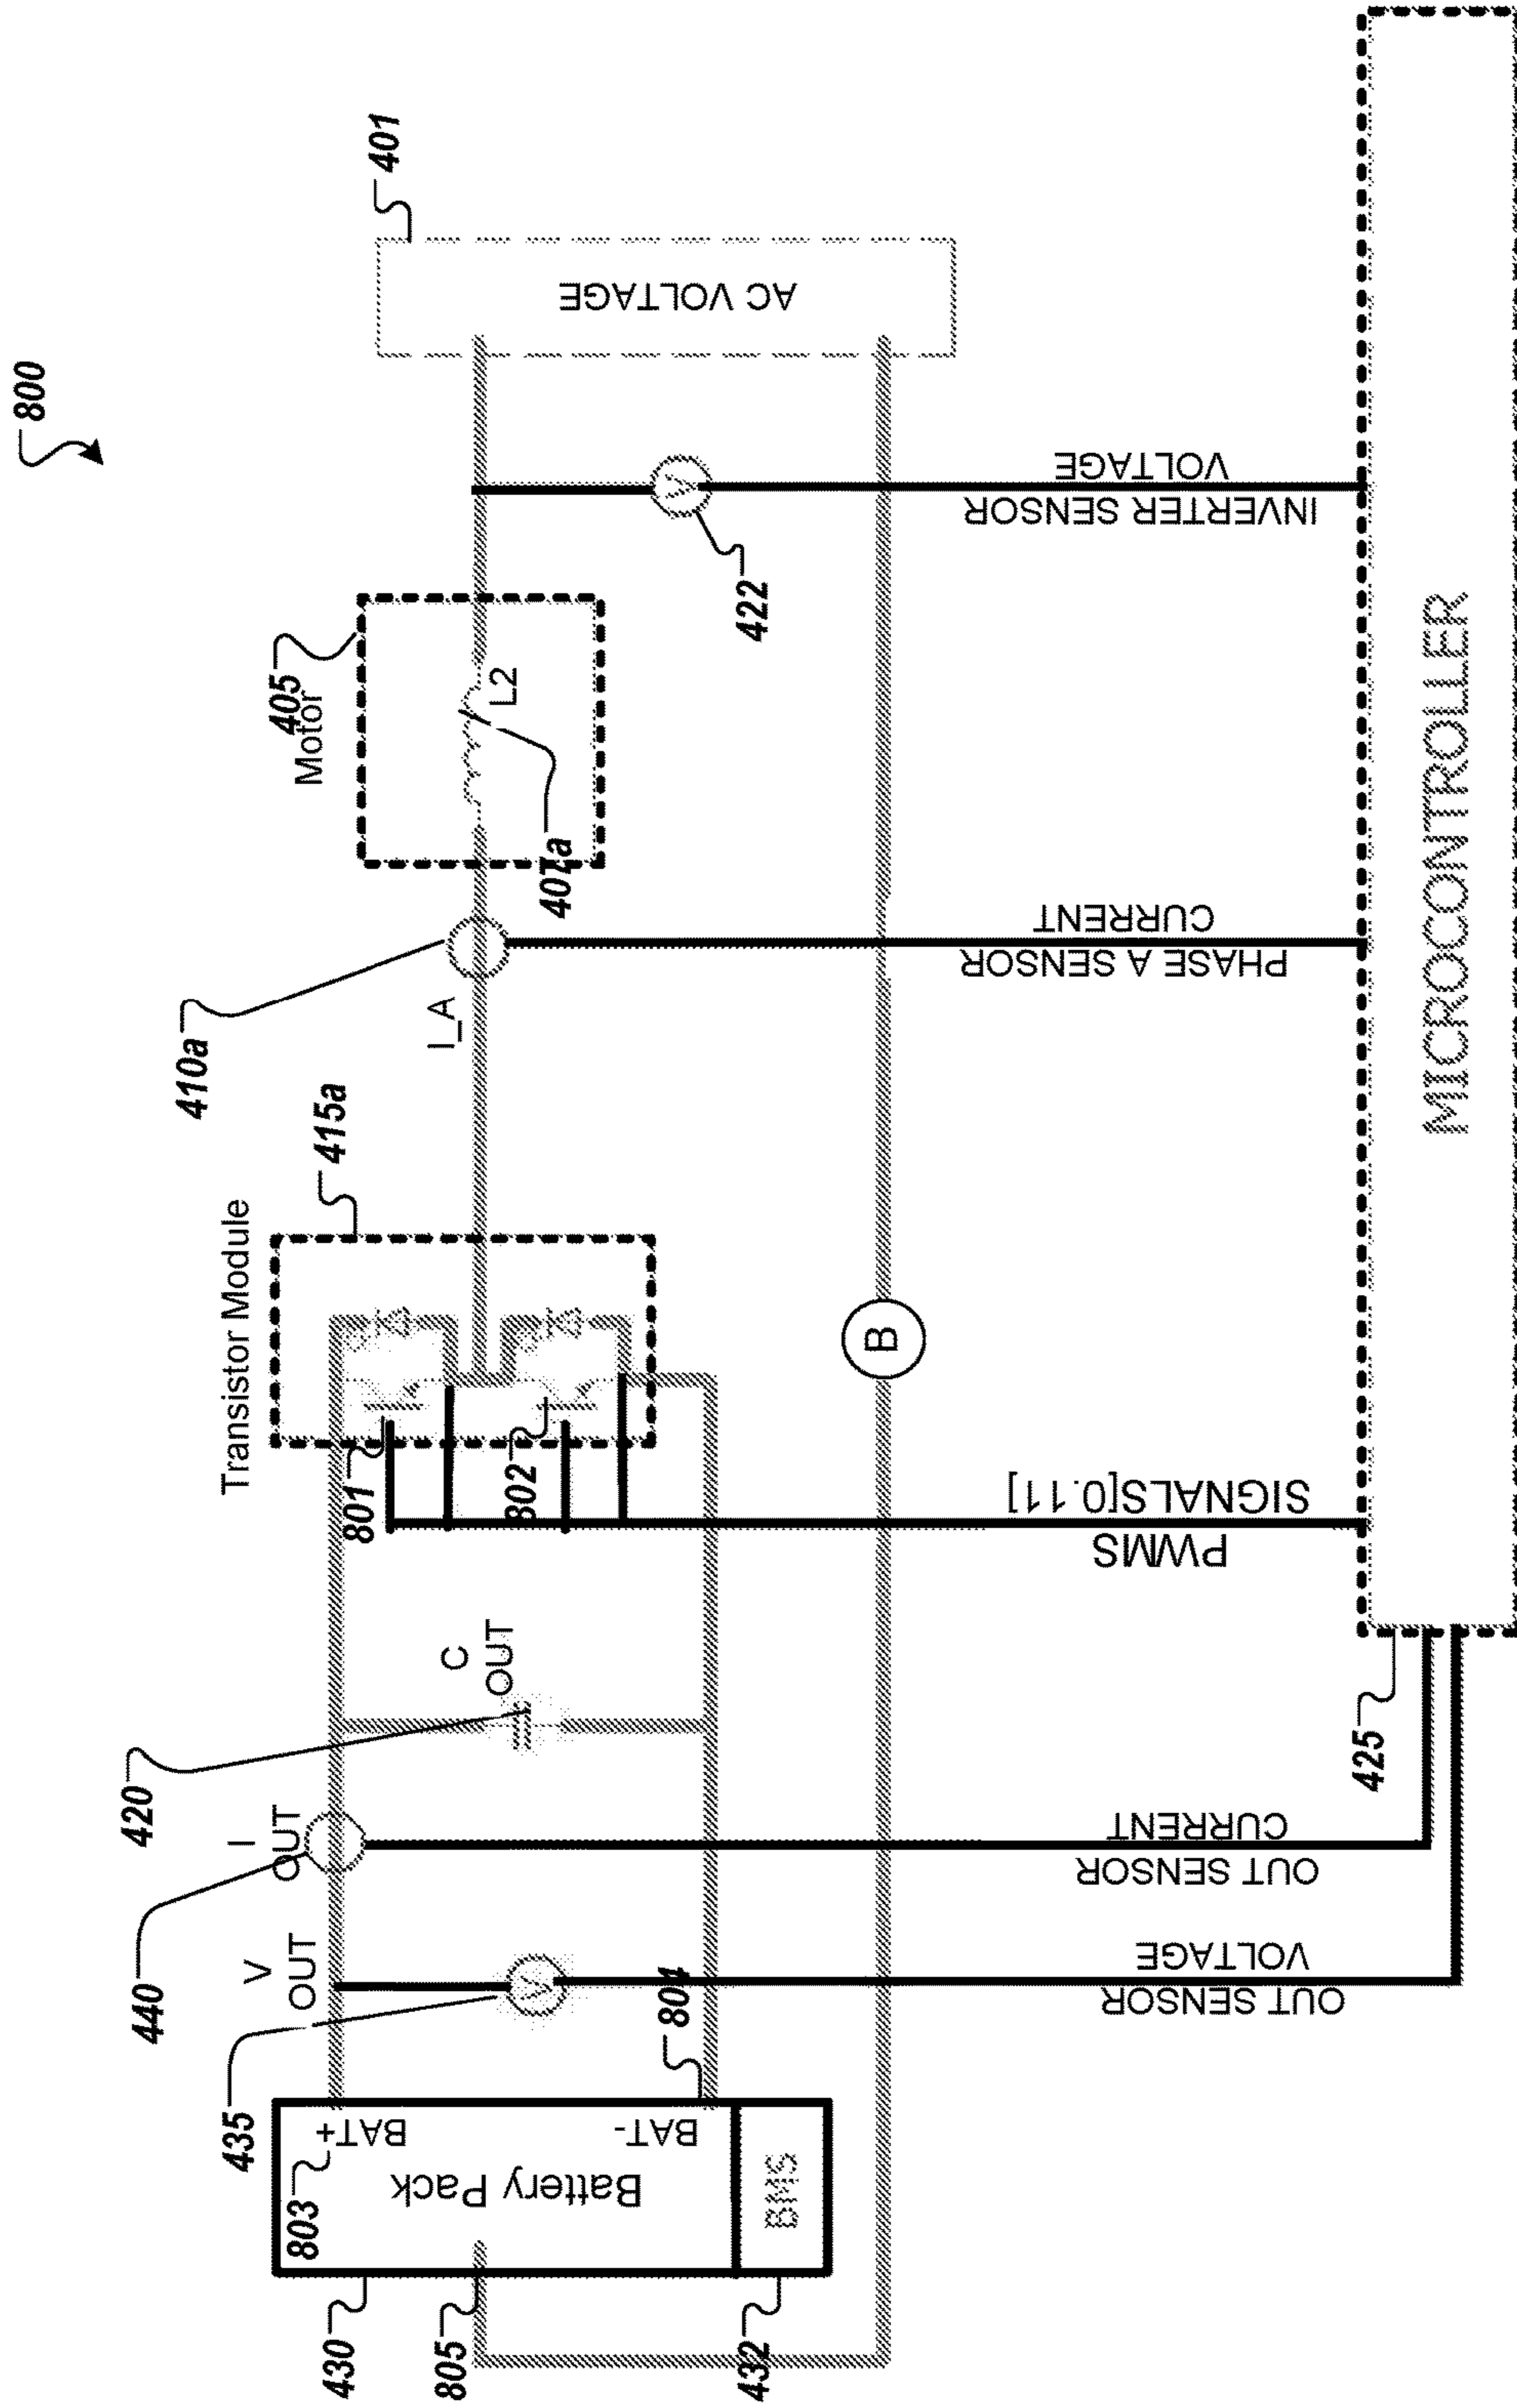 800
401
AC VOLTAGE
405
Motor
L2
407a
422
VOLTAGE
INVERTER SENSOR
V
410a
I_A
CURRENT
PHASE A SENSOR
415a
Transistor Module
801
802
B
SIGNALS[0.11]
PWMS
MICROCONTROLLER
425
C
OUT
420
I
OUT
440
CURRENT
OUT SENSOR
V
OUT
435
V
VOLTAGE
OUT SENSOR
804
803
BAT+
BAT-
Battery Pack
BMS
430
805
432